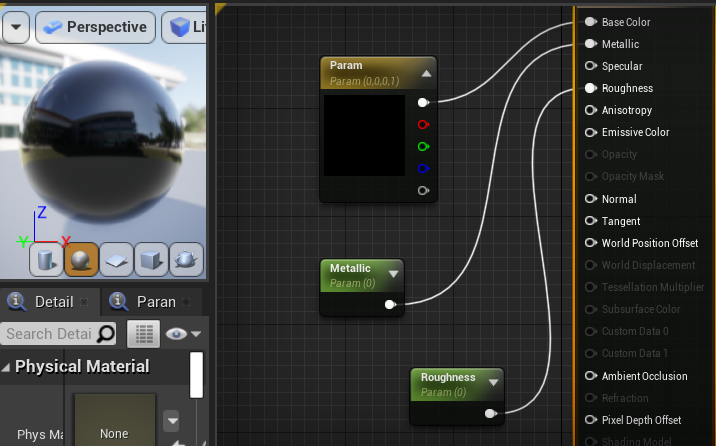 Perspective
Li
Z
Y
X
Detail
Paran
Search Detai
Physical Material
Phys Ma
None
Param
Param (0,0,0,1)
Metallic
Param (0)
Roughness
Param (0)
Base Color
Metallic
Specular
Roughness
Anisotropy
Emissive Color
Opacity
Opacity Mask
Normal
Tangent
World Position Offset
World Displacement
Tessellation Multiplier
Subsurface Color
Custom Data 0
Custom Data 1
Ambient Occlusion
Refraction
Pixel Depth Offset
Shading Model